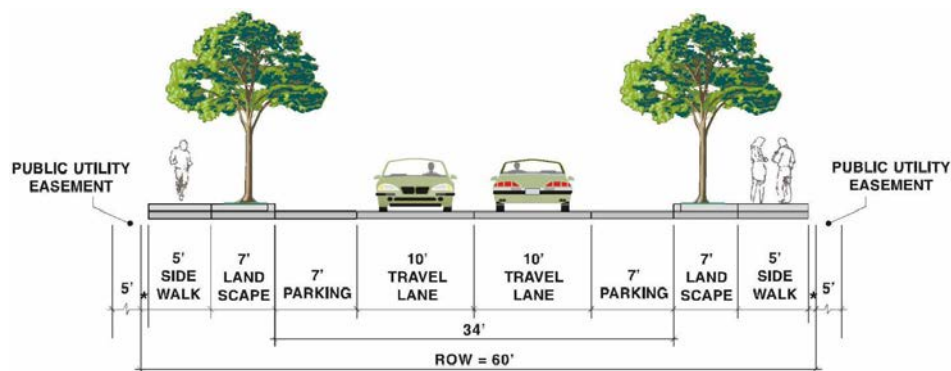 PUBLIC UTILITY
EASEMENT
PUBLIC UTILITY
EASEMENT
5'
*
5'
SIDE
WALK
7'
LAND
SCAPE
7'
PARKING
10'
TRAVEL
LANE
10'
TRAVEL
LANE
7'
PARKING
7'
LAND
SCAPE
5'
SIDE
WALK
*
5'
34'
ROW = 60'